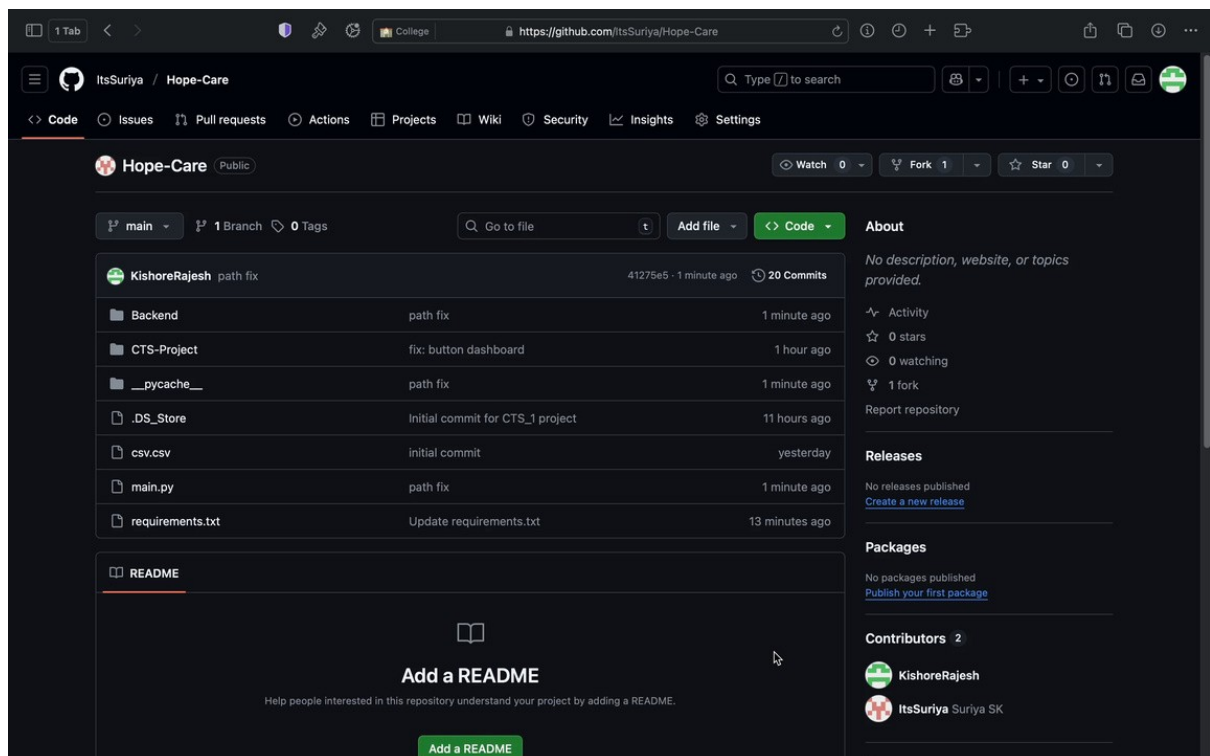 1 Tab
College
https://github.com/ItsSuriya/Hope-Care
ItsSuriya / Hope-Care
Type / to search
Code Issues Pull requests Actions Projects Wiki Security Insights Settings
Hope-Care Public
Watch 0
Fork 1
Star 0
main
1 Branch
0 Tags
Go to file
t
Add file
Code
KishoreRajesh path fix
41275e5 · 1 minute ago
20 Commits
Backend path fix 1 minute ago
CTS-Project fix: button dashboard 1 hour ago
__pycache__ path fix 1 minute ago
.DS_Store Initial commit for CTS_1 project 11 hours ago
csv.csv initial commit yesterday
main.py path fix 1 minute ago
requirements.txt Update requirements.txt 13 minutes ago
README
Add a README
Help people interested in this repository understand your project by adding a README.
Add a README
About
No description, website, or topics
provided.
Activity
0 stars
0 watching
1 fork
Report repository
Releases
No releases published
Create a new release
Packages
No packages published
Publish your first package
Contributors 2
KishoreRajesh
ItsSuriya Suriya SK